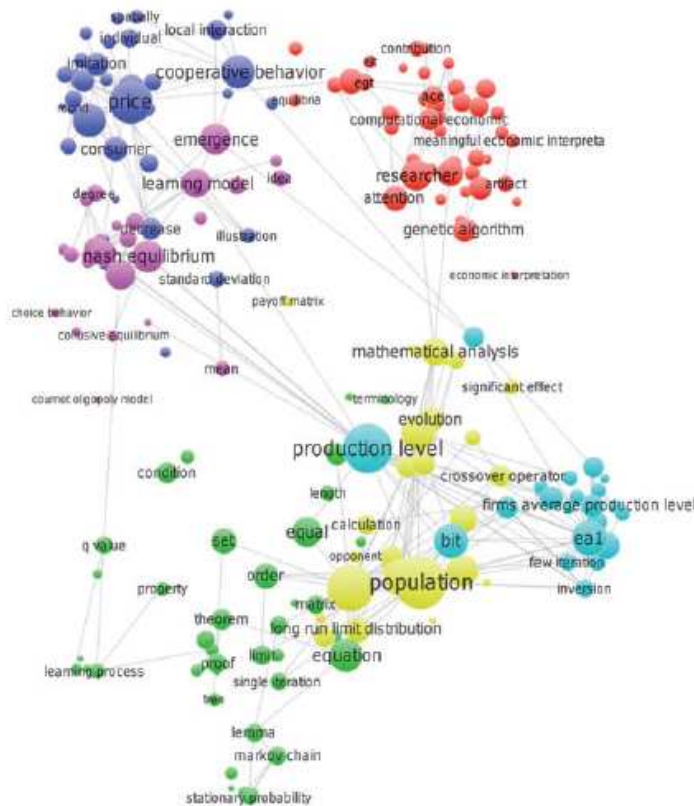 spatially
individual
local interaction
imitation
cooperative behavior
price
consumer
emergence
learning model
idea
degree
decrease
illustration
nash equilibrium
standard deviation
payoff matrix
choice behavior
collusive equilibrium
mean
cournot oligopoly model
equilibria
contribution
egt
ace
computational economic
meaningful economic interpreta
researcher
artifact
attention
genetic algorithm
economic interpretation
mathematical analysis
significant effect
terminology
evolution
production level
crossover operator
condition
length
firms average production level
calculation
equal
bit
ea1
q value
set
opponent
few iteration
order
population
inversion
property
matrix
theorem
long run limit distribution
equation
proof
limit
learning process
single iteration
tree
lemma
markov chain
stationary probability